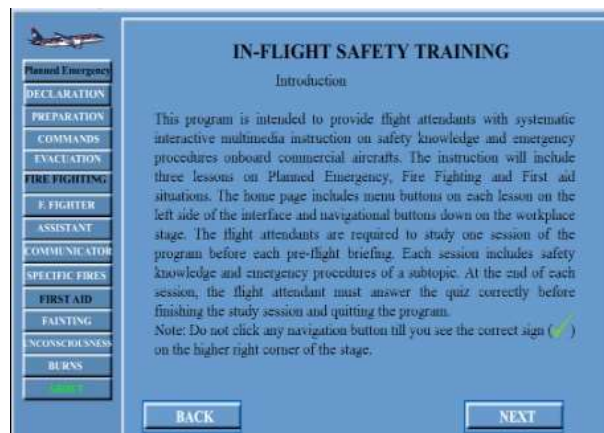 IN-FLIGHT SAFETY TRAINING
Introduction
Planned Emergency
DECLARATION
PREPARATION
COMMANDS
EVACUATION
FIRE FIGHTING
F. FIGHTER
ASSISTANT
COMMUNICATOR
SPECIFIC FIRES
FIRST AID
FAINTING
UNCONSCIOUSNESS
BURNS
This program is intended to provide flight attendants with systematic
interactive multimedia instruction on safety knowledge and emergency
procedures onboard commercial aircrafts. The instruction will include
three lessons on Planned Emergency, Fire Fighting and First aid
situations. The home page includes menu buttons on each lesson on the
left side of the interface and navigational buttons down on the workplace
stage. The flight attendants are required to study one session of the
program before each pre-flight briefing. Each session includes safety
knowledge and emergency procedures of a subtopic. At the end of each
session, the flight attendant must answer the quiz correctly before
finishing the study session and quitting the program.
Note: Do not click any navigation button till you see the correct sign (✓)
on the higher right corner of the stage.
BACK
NEXT